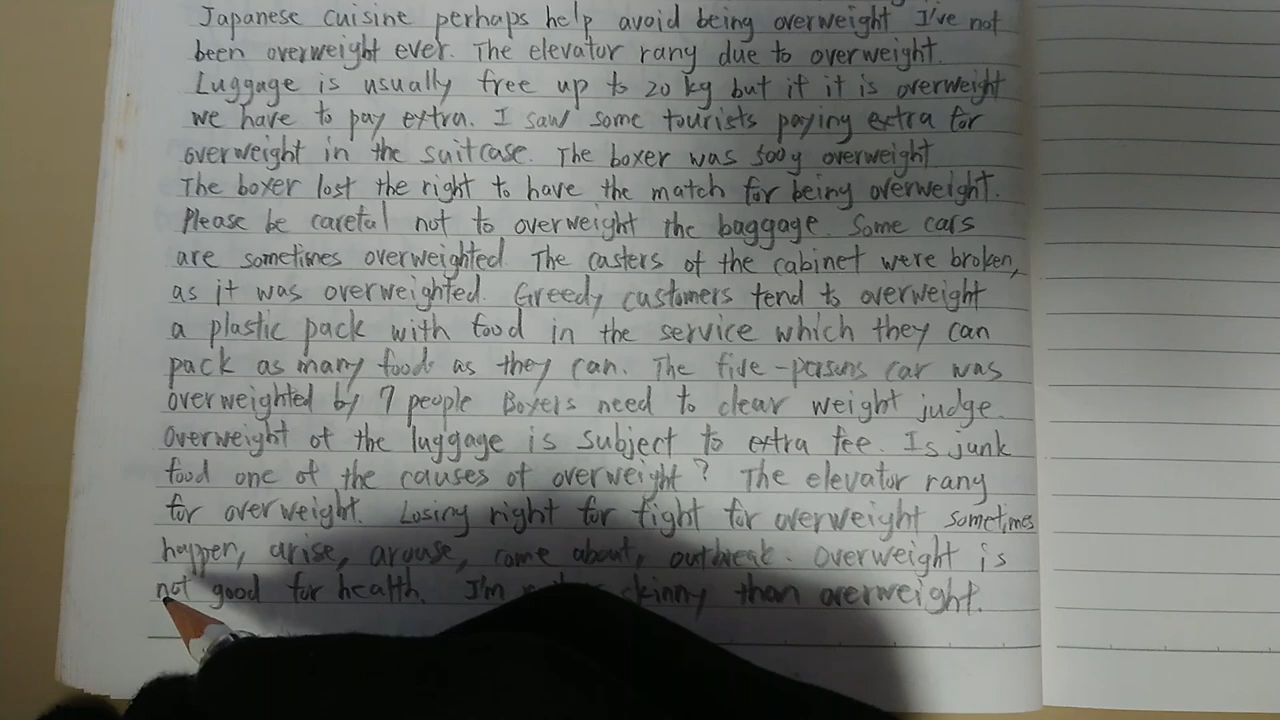 Japanese cuisine perhaps help avoid being overweight I've not
been overweight ever. The elevator rang due to overweight.
Luggage is usually free up to 20 kg but if it is overweight
we have to pay extra. I saw some tourists paying extra for
overweight in the suitcase. The boxer was 500g overweight
The boxer lost the right to have the match for being overweight.
Please be careful not to overweight the baggage. Some cars
are sometimes overweighted. The casters of the cabinet were broken,
as it was overweighted. Greedy customers tend to overweight
a plastic pack with food in the service which they can
pack as many foods as they can. The five-persons car was
overweighted by 7 people Boxers need to clear weight judge.
Overweight of the luggage is subject to extra fee. Is junk
food one of the causes of overweight? The elevator rang
for overweight. Losing right for fight for overweight sometimes
happen, arise, arouse, come about, outbreak. Overweight is
not good for health. I'm skinny than overweight.